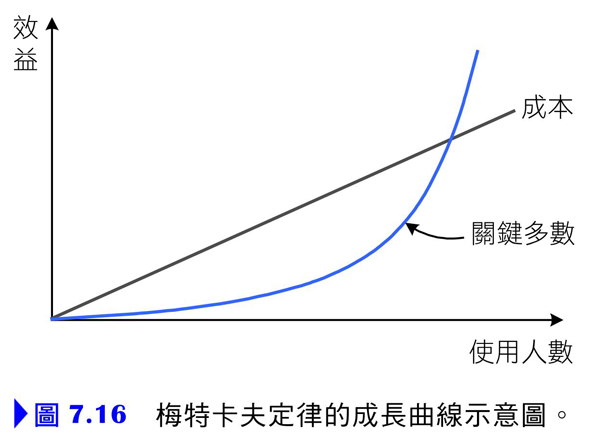 效
益
成本
關鍵多數
使用人數
圖 7.16 梅特卡夫定律的成長曲線示意圖。